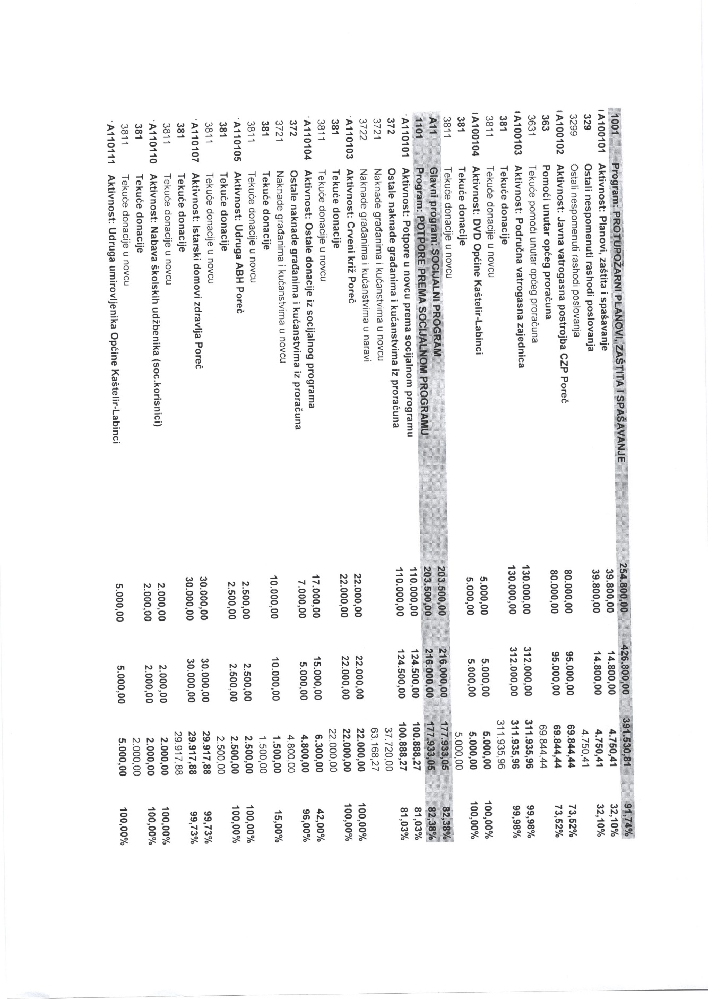 1001 Program: PROTUPOŽARNI PLANOVI, ZAŠTITA I SPAŠAVANJE 254.800,00 426.800,00 391.530,81 91,74%
A100101 Aktivnost: Planovi, zaštita i spašavanje 39.800,00 14.800,00 4.750,41 32,10%
329 Ostali nespomenuti rashodi poslovanja 39.800,00 14.800,00 4.750,41 32,10%
3299 Ostali nespomenuti rashodi poslovanja 4.750,41
A100102 Aktivnost: Javna vatrogasna postrojba CZP Poreč 80.000,00 95.000,00 69.844,44 73,52%
363 Pomoći unutar općeg proračuna 80.000,00 95.000,00 69.844,44 73,52%
3631 Tekuće pomoći unutar općeg proračuna 69.844,44
A100103 Aktivnost: Područna vatrogasna zajednica 130.000,00 312.000,00 311.935,96 99,98%
381 Tekuće donacije 130.000,00 312.000,00 311.935,96 99,98%
3811 Tekuće donacije u novcu 311.935,96
A100104 Aktivnost: DVD Općine Kaštelir-Labinci 5.000,00 5.000,00 5.000,00 100,00%
381 Tekuće donacije 5.000,00 5.000,00 5.000,00 100,00%
3811 Tekuće donacije u novcu 5.000,00
A11 Glavni program: SOCIJALNI PROGRAM 203.500,00 216.000,00 177.933,05 82,38%
1101 Program: POTPORE PREMA SOCIJALNOM PROGRAMU 203.500,00 216.000,00 177.933,05 82,38%
A110101 Aktivnost: Potpore u novcu prema socijalnom programu 110.000,00 124.500,00 100.888,27 81,03%
372 Ostale naknade građanima i kućanstvima iz proračuna 110.000,00 124.500,00 100.888,27 81,03%
3721 Naknade građanima i kućanstvima u novcu 37.720,00
3722 Naknade građanima i kućanstvima u naravi 63.168,27
A110103 Aktivnost: Crveni križ Poreč 22.000,00 22.000,00 22.000,00 100,00%
381 Tekuće donacije 22.000,00 22.000,00 22.000,00 100,00%
3811 Tekuće donacije u novcu 22.000,00
A110104 Aktivnost: Ostale donacije iz socijalnog programa 17.000,00 15.000,00 6.300,00 42,00%
372 Ostale naknade građanima i kućanstvima iz proračuna 7.000,00 5.000,00 4.800,00 96,00%
3721 Naknade građanima i kućanstvima u novcu 4.800,00
381 Tekuće donacije 10.000,00 10.000,00 1.500,00 15,00%
3811 Tekuće donacije u novcu 1.500,00
A110105 Aktivnost: Udruga ABH Poreč 2.500,00 2.500,00 2.500,00 100,00%
381 Tekuće donacije 2.500,00 2.500,00 2.500,00 100,00%
3811 Tekuće donacije u novcu 2.500,00
A110107 Aktivnost: Istarski domovi zdravlja Poreč 30.000,00 30.000,00 29.917,88 99,73%
381 Tekuće donacije 30.000,00 30.000,00 29.917,88 99,73%
3811 Tekuće donacije u novcu 29.917,88
A110110 Aktivnost: Nabava školskih udžbenika (soc.korisnici) 2.000,00 2.000,00 2.000,00 100,00%
381 Tekuće donacije 2.000,00 2.000,00 2.000,00 100,00%
3811 Tekuće donacije u novcu 2.000,00
A110111 Aktivnost: Udruga umirovljenika Općine Kaštelir-Labinci 5.000,00 5.000,00 5.000,00 100,00%